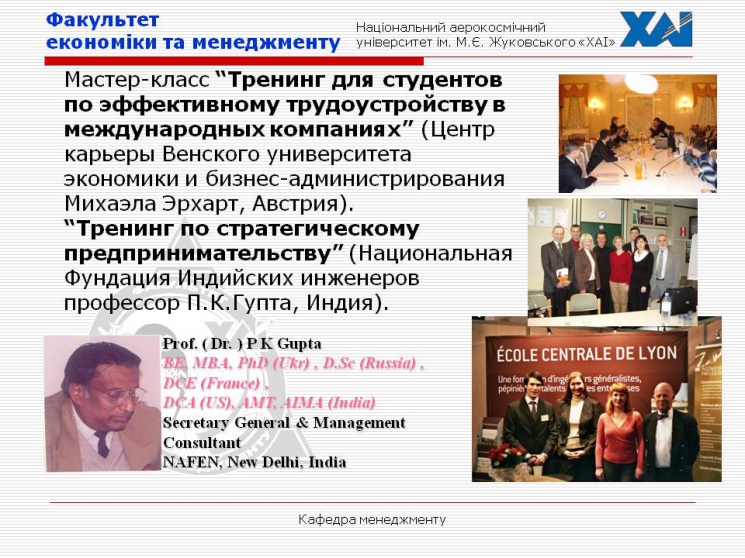 Факультет
економіки та менеджменту
Національний аерокосмічний
університет ім. М.Є. Жуковського «ХАІ»
ХАІ
Мастер-класс “Тренинг для студентов
по эффективному трудоустройству в
международных компаниях” (Центр
карьеры Венского университета
экономики и бизнес-администрирования
Михаэла Эрхарт, Австрия).
“Тренинг по стратегическому
предпринимательству” (Национальная
Фундация Индийских инженеров
профессор П.К.Гупта, Индия).
Prof. ( Dr. ) P K Gupta
BE, MBA, PhD (Ukr) , D.Sc (Russia) ,
DCE (France) ,
DCA (US), AMT, AIMA (India)
Secretary General & Management
Consultant
NAFEN, New Delhi, India
ÉCOLE CENTRALE DE LYON
Une d'ingénieurs généralistes,
talents
Кафедра менеджменту